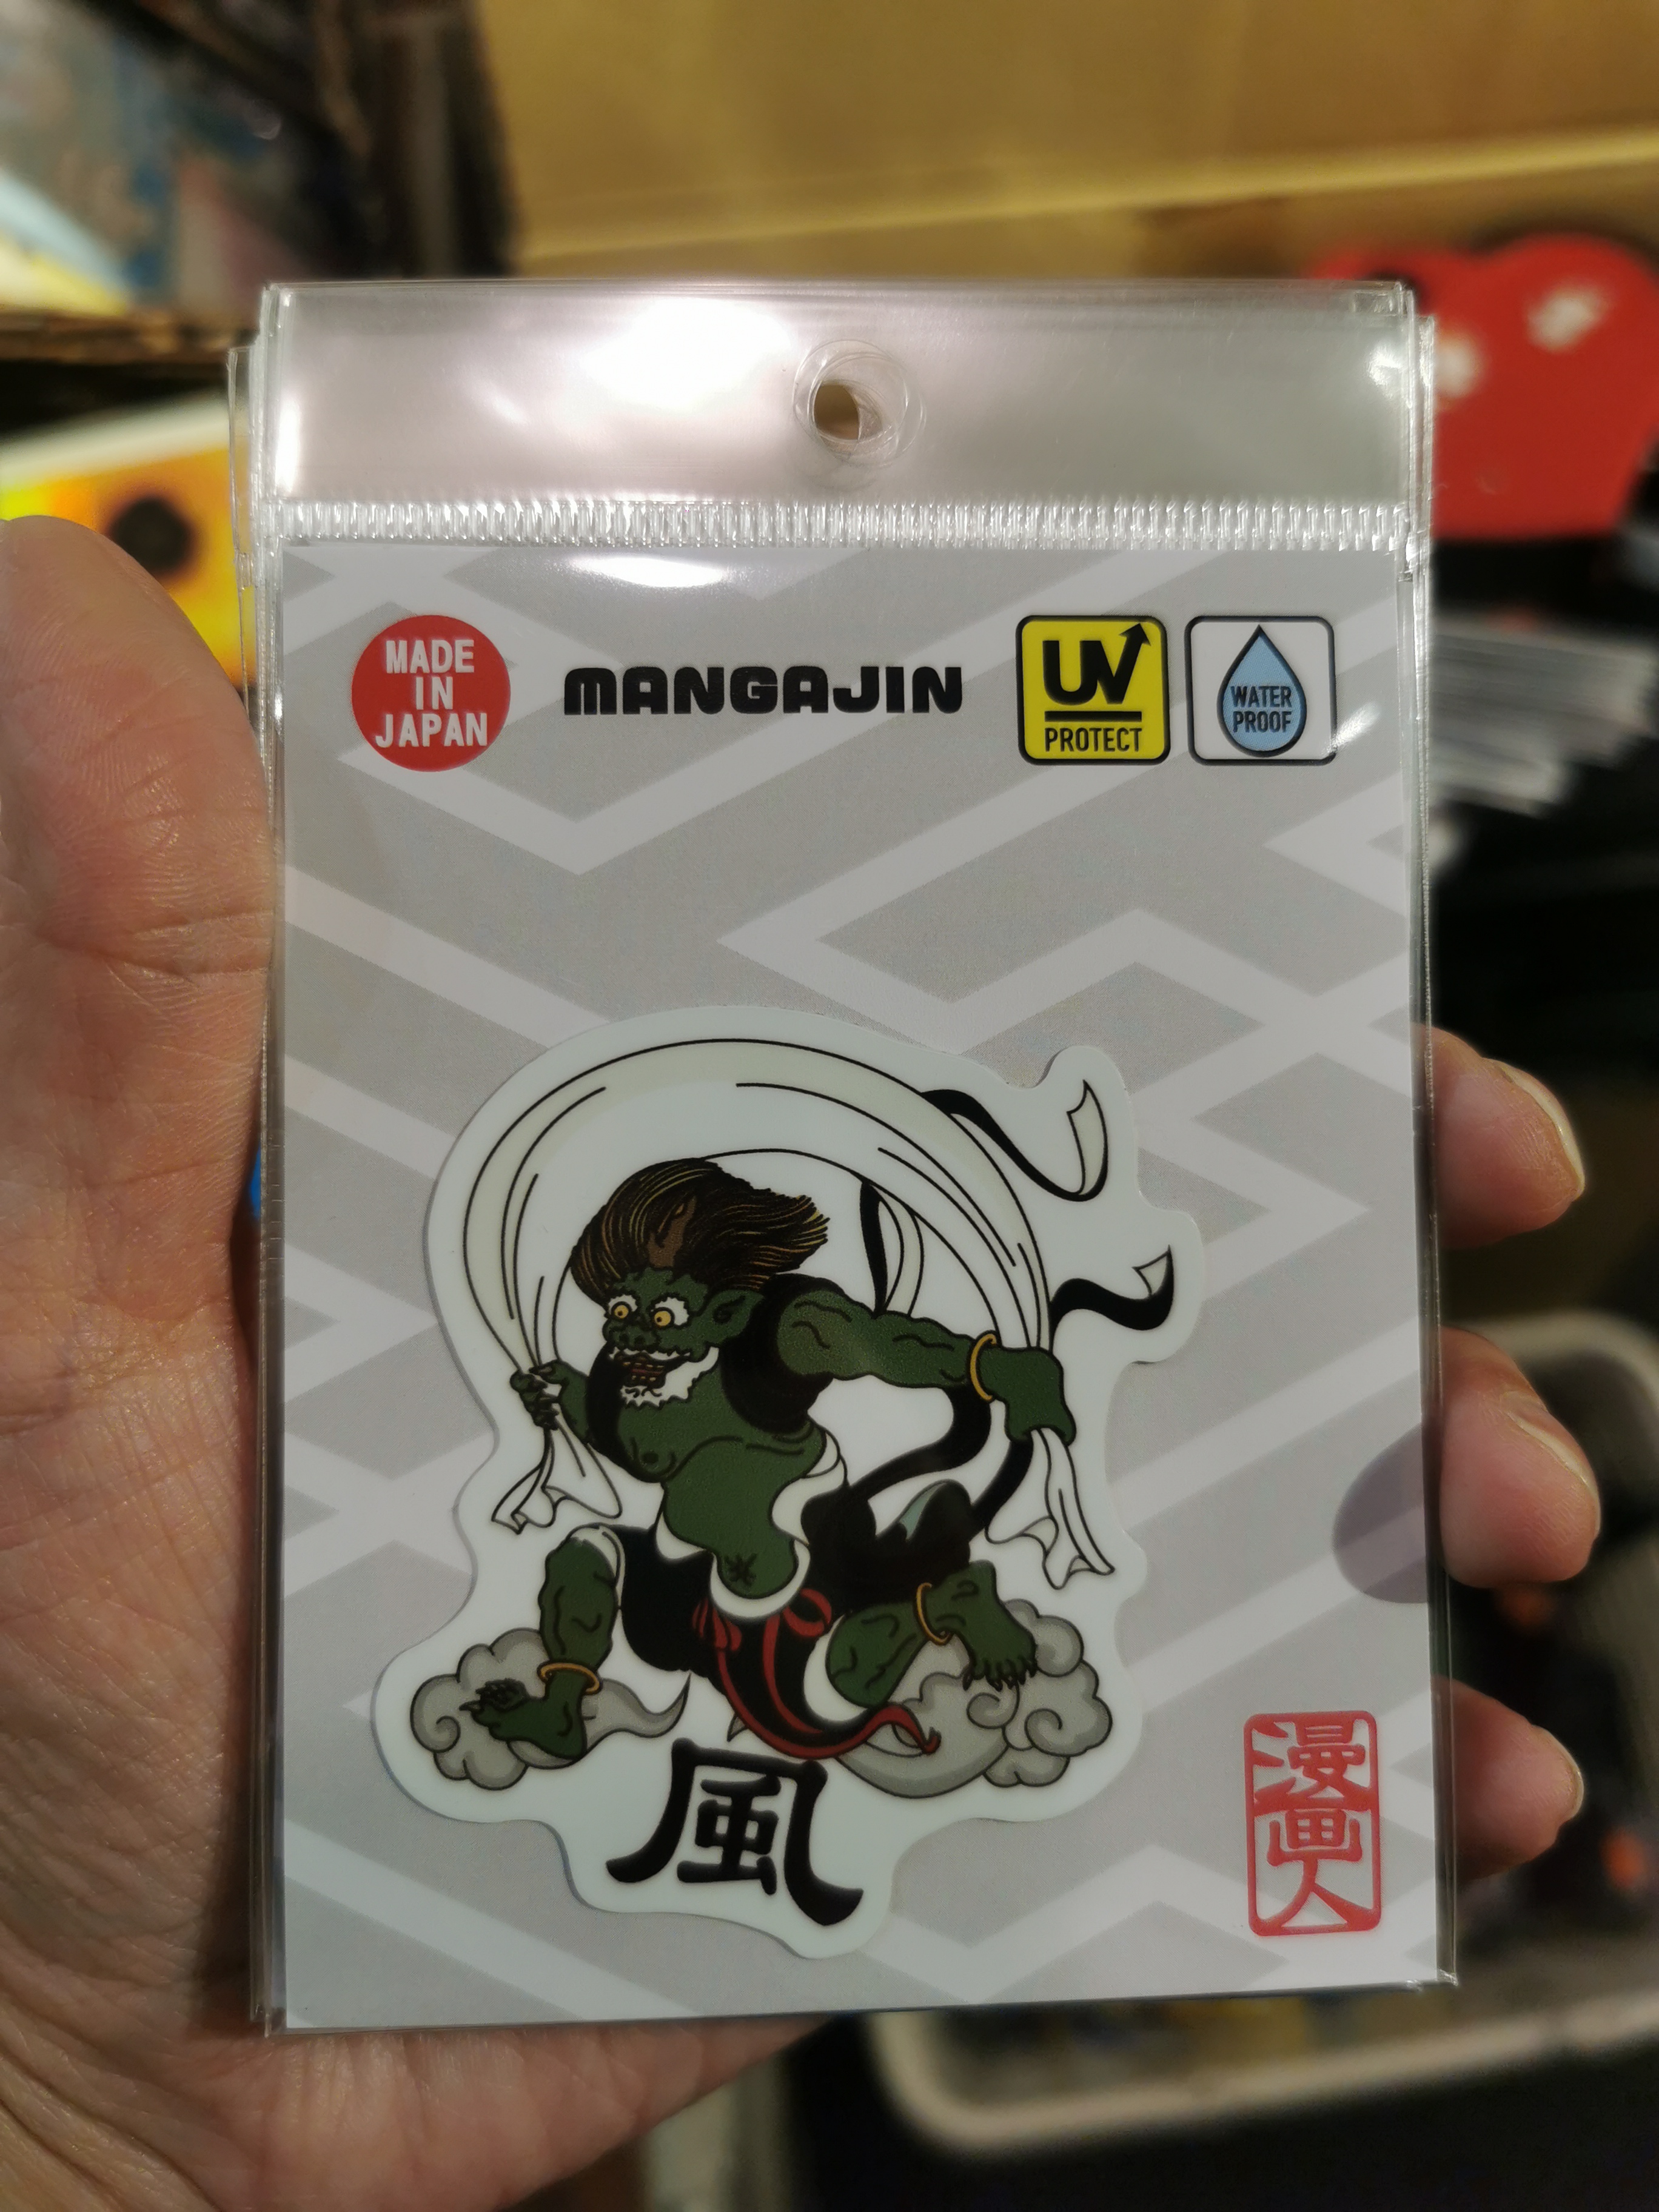 MADE
IN
JAPAN
MANGAJIN
UV
PROTECT
WATER
PROOF
風
漫
画
人